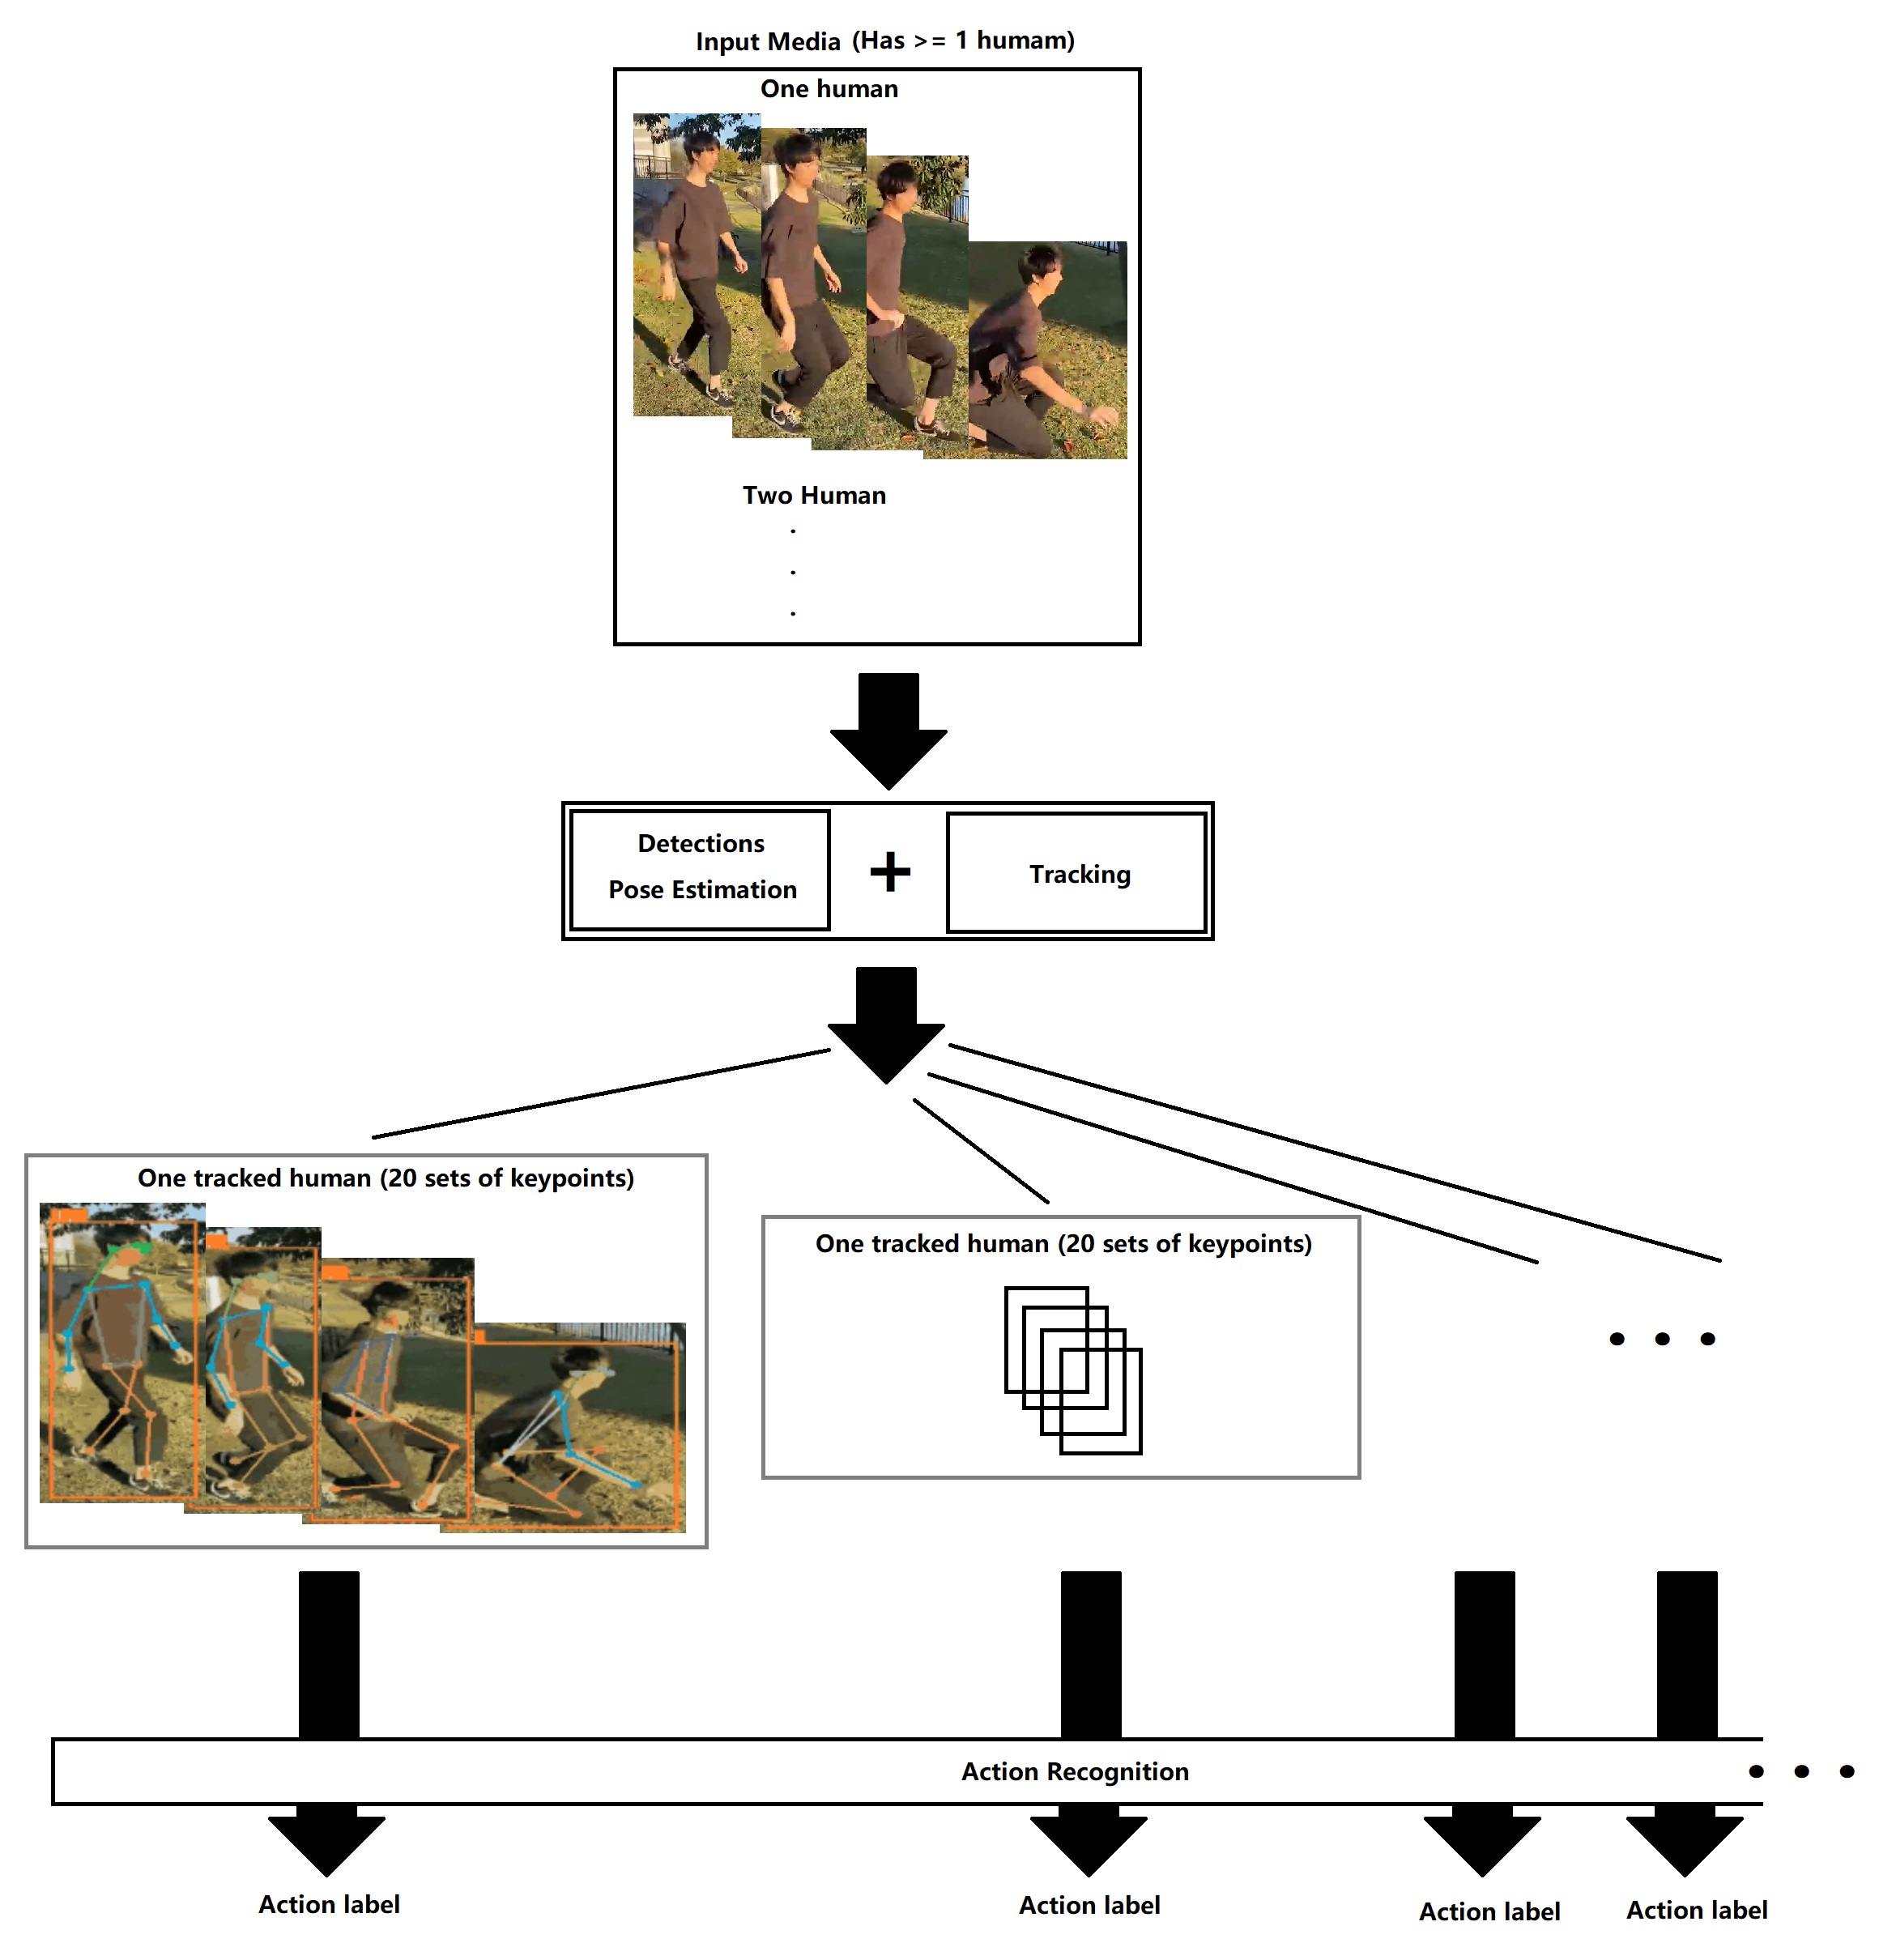 Input Media (Has >= 1 humam)
One human
Two Human
Detections
Pose Estimation
+
Tracking
One tracked human (20 sets of keypoints)
One tracked human (20 sets of keypoints)
Action Recognition
Action label
Action label
Action label
Action label